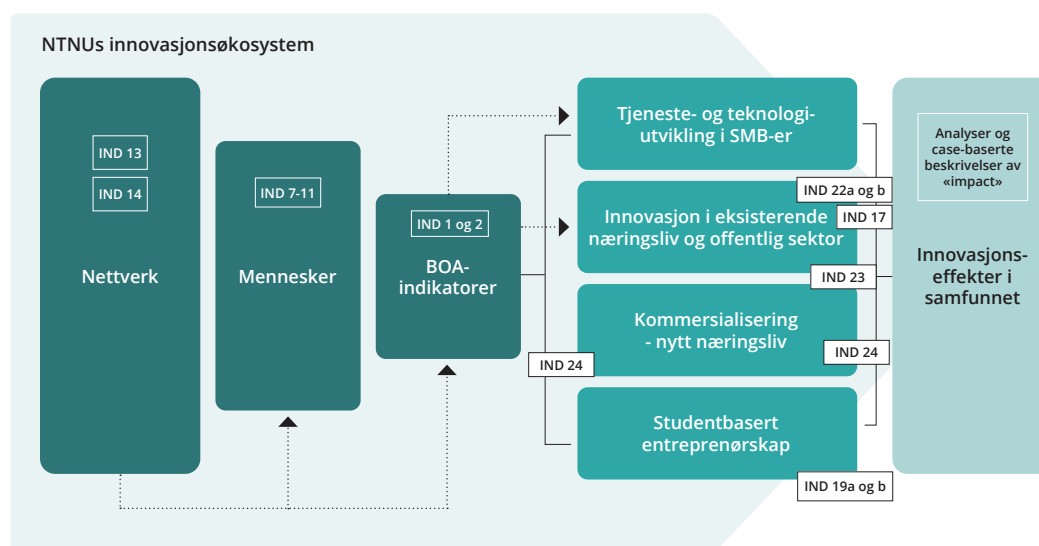 NTNUs innovasjonsøkosystem
IND 13
IND 14
Nettverk
IND 7-11
Mennesker
IND 1 og 2
BOA-
indikatorer
IND 24
Tjeneste- og teknologi-
utvikling i SMB-er
IND 22a og b
IND 17
Innovasjon i eksisterende
næringsliv og offentlig sektor
IND 23
Kommersialisering
- nytt næringsliv
IND 24
Studentbasert
entreprenørskap
IND 19a og b
Analyser og
case-baserte
beskrivelser av
«impact»
Innovasjons-
effekter i
samfunnet